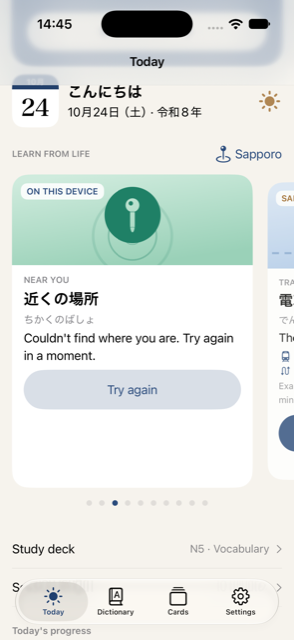 14:45
Today
24
こんにちは
10月24日（土）· 令和8年
LEARN FROM LIFE
Sapporo
ON THIS DEVICE
NEAR YOU
近くの場所
ちかくのばしょ
Couldn't find where you are. Try again
in a moment.
Try again
Study deck
N5 · Vocabulary
Today
Dictionary
Cards
Settings
Today's progress